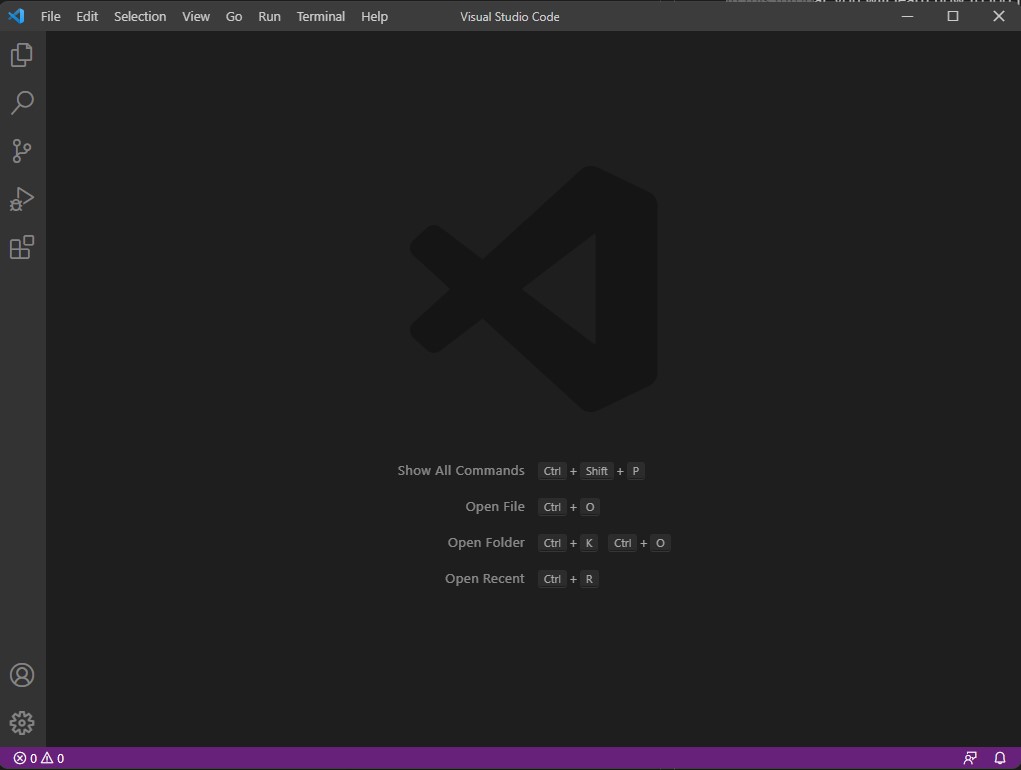 File Edit Selection View Go Run Terminal Help Visual Studio Code
Show All Commands Ctrl + Shift + P
Open File Ctrl + O
Open Folder Ctrl + K Ctrl + O
Open Recent Ctrl + R
0 0